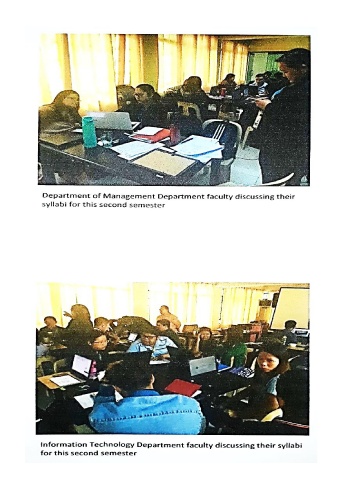 Department of Management Department faculty discussing their
syllabi for this second semester
Information Technology Department faculty discussing their syllabi
for this second semester